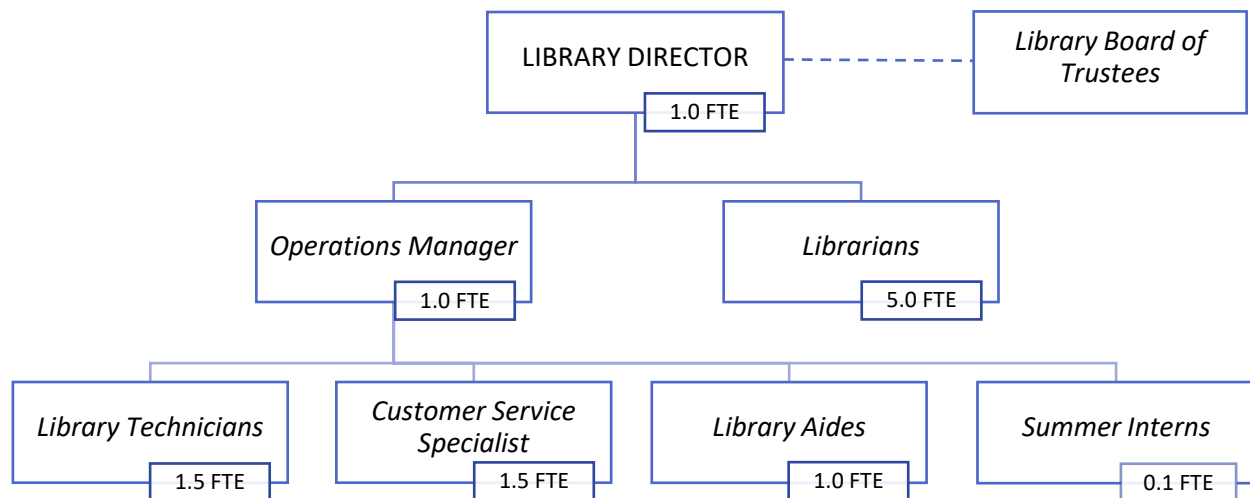 LIBRARY DIRECTOR
1.0 FTE
Library Board of
Trustees
Operations Manager
1.0 FTE
Librarians
5.0 FTE
Library Technicians
1.5 FTE
Customer Service
Specialist
1.5 FTE
Library Aides
1.0 FTE
Summer Interns
0.1 FTE